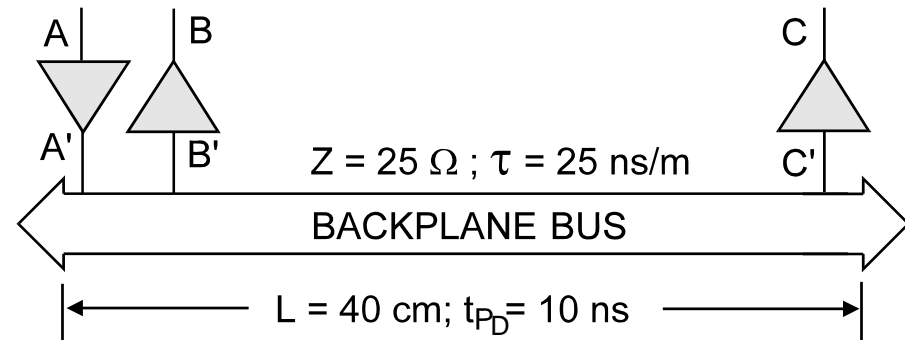 A B C
A' B' C'
Z = 25 Ω ; τ = 25 ns/m
BACKPLANE BUS
L = 40 cm; tPD= 10 ns